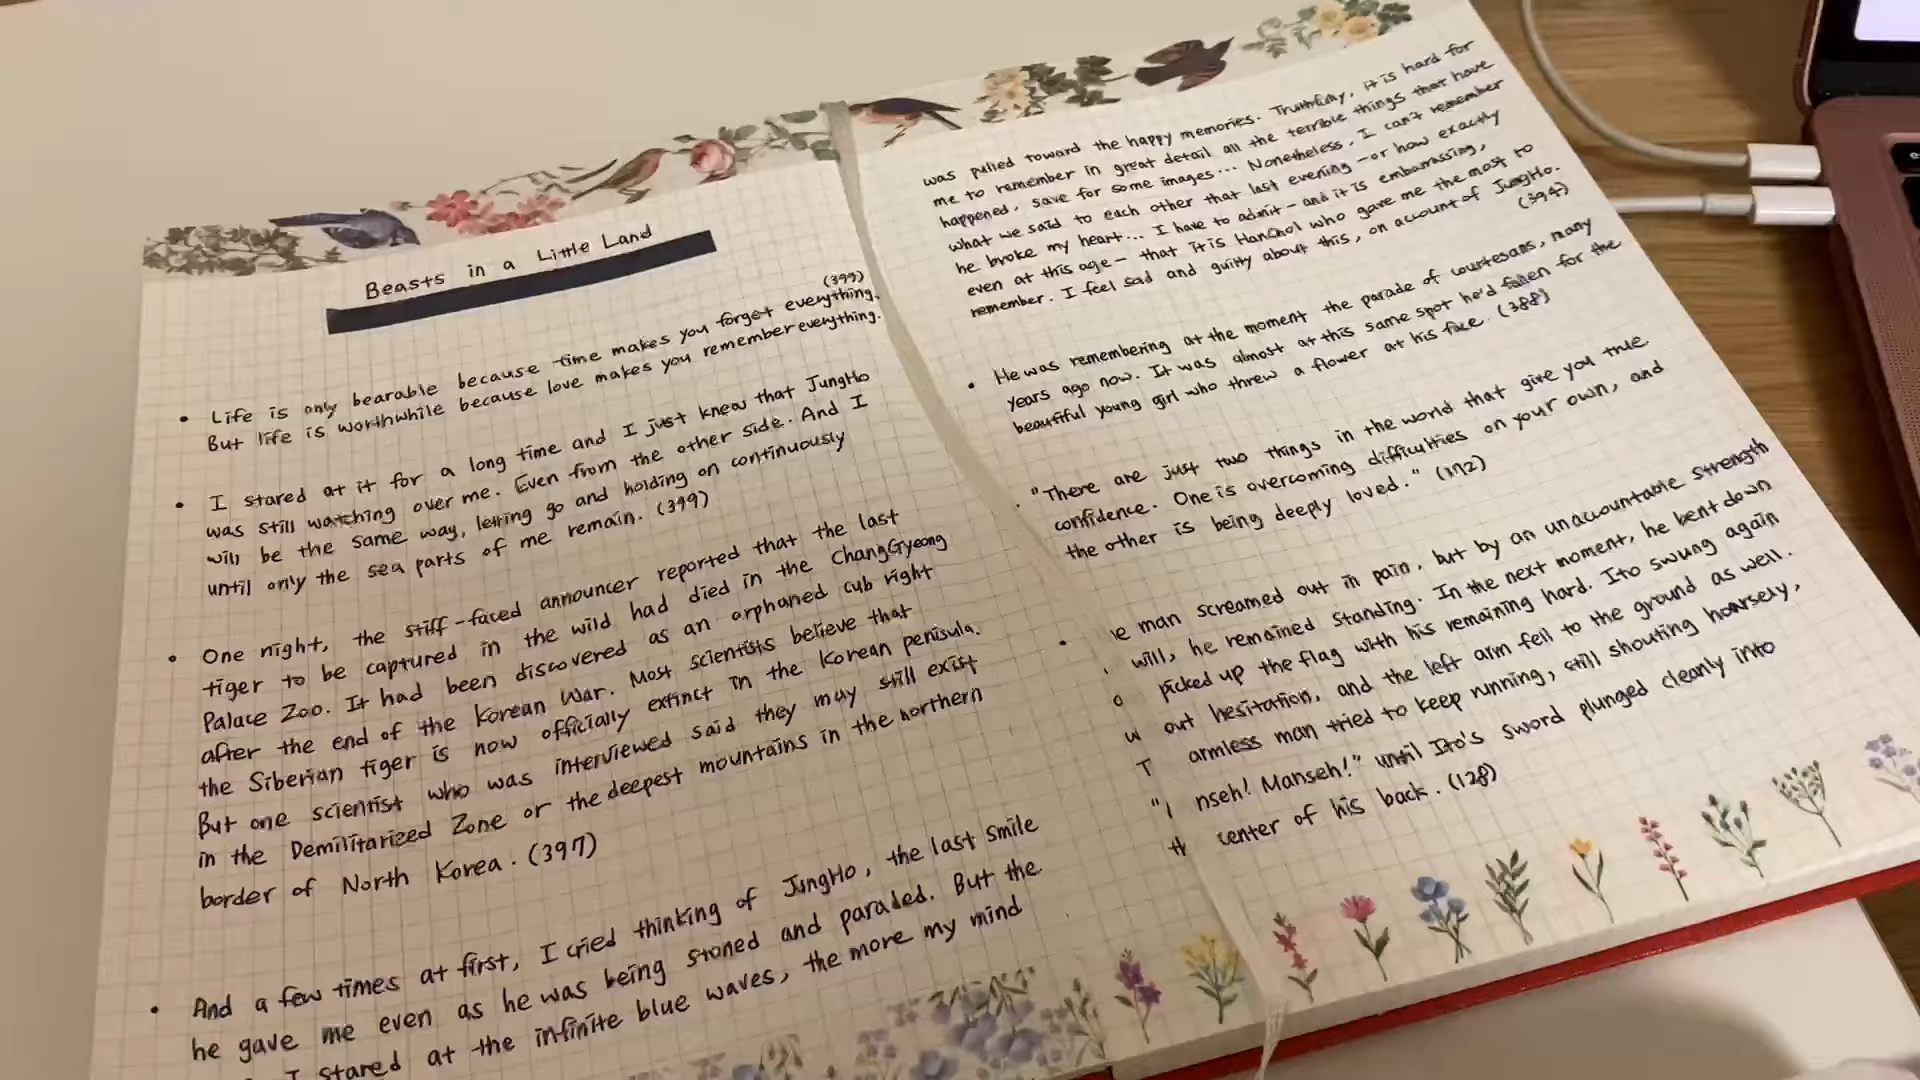 Beasts in a Little Land
(399)
• Life is only bearable because time makes you forget everything.
But life is worthwhile because love makes you remember everything.
• I stared at it for a long time and I just knew that JungHo
was still watching over me. Even from the other side. And I
will be the same way, letting go and holding on continuously
until only the sea parts of me remain. (399)
• One night, the stiff-faced announcer reported that the last
tiger to be captured in the wild had died in the ChangGyeong
Palace Zoo. It had been discovered as an orphaned cub right
after the end of the Korean War. Most scientists believe that
the Siberian tiger is now officially extinct in the Korean penisula.
But one scientist who was interviewed said they may still exist
in the Demilitarized Zone or the deepest mountains in the northern
border of North Korea. (397)
• And a few times at first, I cried thinking of JungHo, the last smile
he gave me even as he was being stoned and paraded. But the
I stared at the infinite blue waves, the more my mind
was pulled toward the happy memories. Truthfully, it is hard for
me to remember in great detail all the terrible things that have
happened, save for some images... Nonetheless, I can't remember
what we said to each other that last evening - or how exactly
he broke my heart... I have to admit - and it is embarrassing,
even at this age - that it is HanChol who gave me the most to
remember. I feel sad and guilty about this, on account of JungHo.
(394)
• He was remembering at the moment the parade of courtesans, many
years ago now. It was almost at this same spot he'd fallen for the
beautiful young girl who threw a flower at his face. (388)
"There are just two things in the world that give you true
confidence. One is overcoming difficulties on your own, and
the other is being deeply loved." (172)
• man screamed out in pain, but by an unaccountable strength
will, he remained standing. In the next moment, he bent down
picked up the flag with his remaining hard. Ito swung again
out hesitation, and the left arm fell to the ground as well.
armless man tried to keep running, still shouting hoarsely,
nseh! Manseh!" until Ito's sword plunged cleanly into
center of his back. (128)